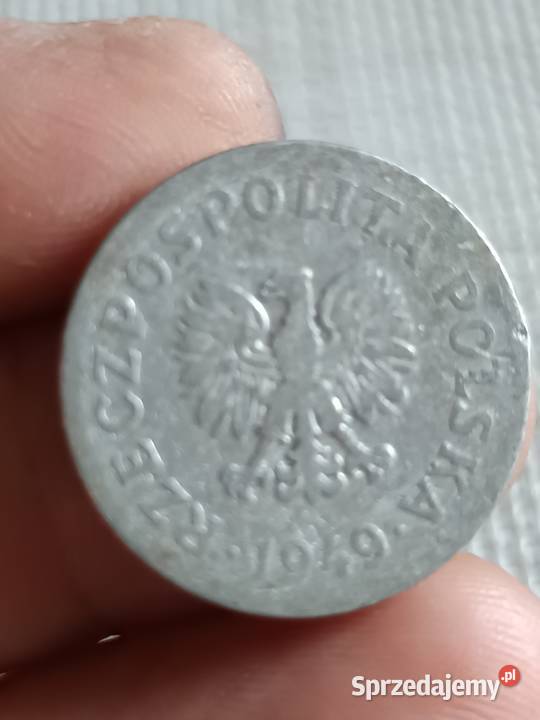 RZECZPOSPOLITA POLSKA
· 1949 ·
Sprzedajemy.pl